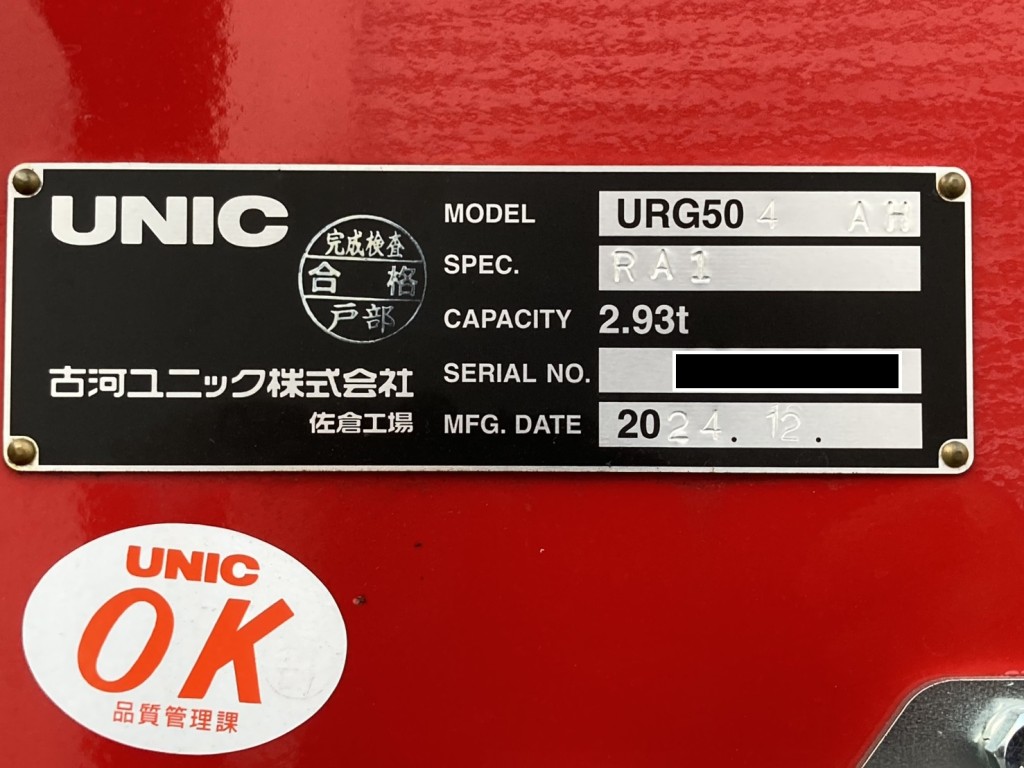 UNIC
完成検査
合格
戸部
古河ユニック株式会社
佐倉工場
MODEL URG504 AH
SPEC. RA1
CAPACITY 2.93t
SERIAL NO.
MFG. DATE 2024. 12.
UNIC
OK
品質管理課